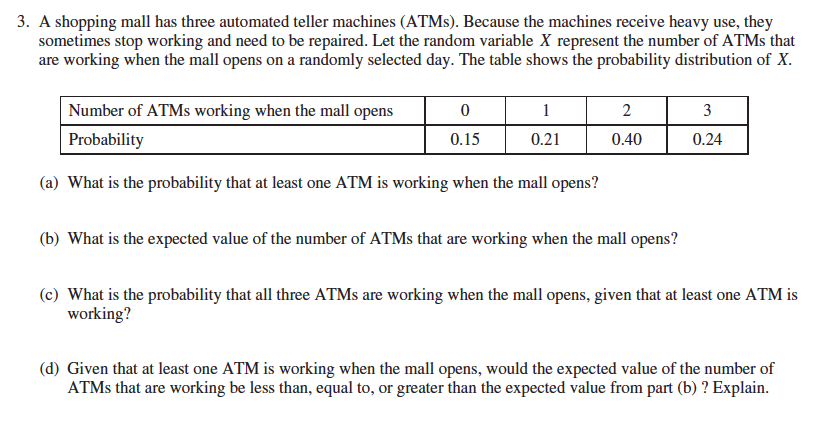 3. A shopping mall has three automated teller machines (ATMs). Because the machines receive heavy use, they
sometimes stop working and need to be repaired. Let the random variable X represent the number of ATMs that
are working when the mall opens on a randomly selected day. The table shows the probability distribution of X.
Number of ATMs working when the mall opens 0 1 2 3
Probability 0.15 0.21 0.40 0.24
(a) What is the probability that at least one ATM is working when the mall opens?
(b) What is the expected value of the number of ATMs that are working when the mall opens?
(c) What is the probability that all three ATMs are working when the mall opens, given that at least one ATM is
working?
(d) Given that at least one ATM is working when the mall opens, would the expected value of the number of
ATMs that are working be less than, equal to, or greater than the expected value from part (b) ? Explain.